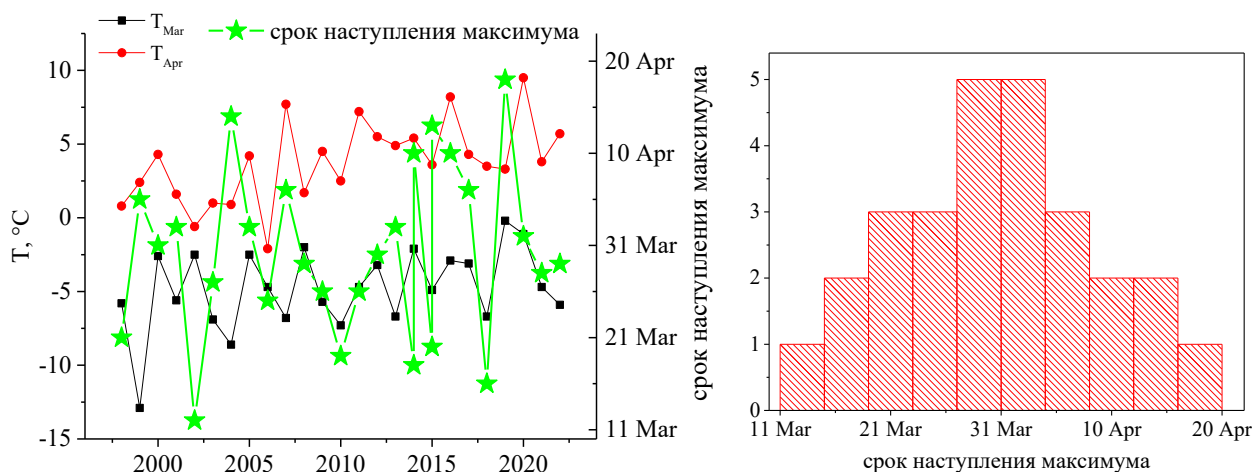 T_Mar
T_Apr
срок наступления максимума
T, °C
10
5
0
-5
-10
-15
2000 2005 2010 2015 2020
20 Apr
10 Apr
31 Mar
21 Mar
11 Mar
срок наступления максимума
5
4
3
2
1
0
11 Mar 21 Mar 31 Mar 10 Apr 20 Apr
срок наступления максимума